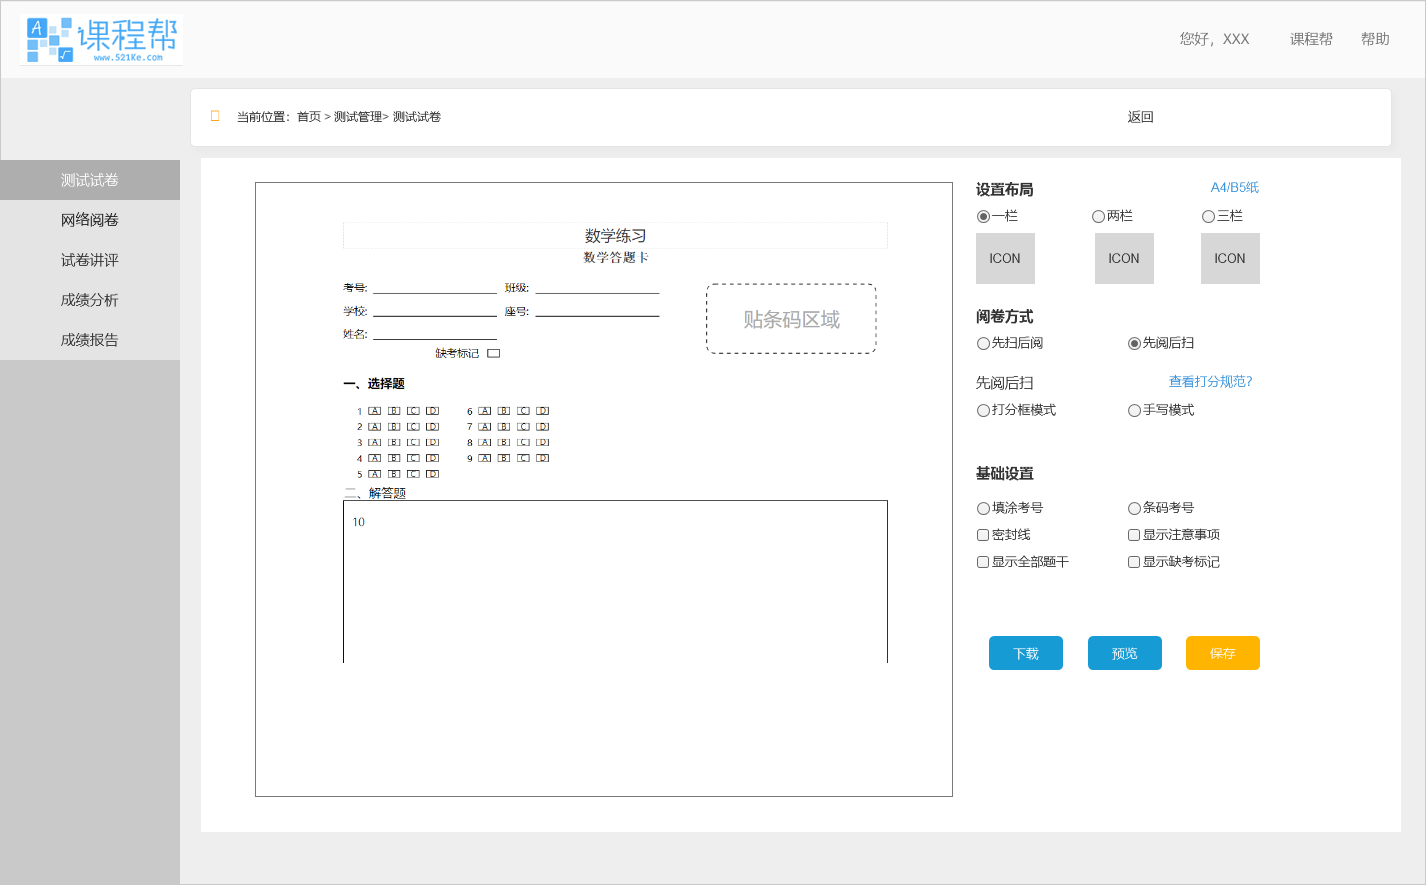 A 课程帮
www.521Ke.com
您好，XXX 课程帮 帮助
当前位置：首页 > 测试管理> 测试试卷 返回
测试试卷
网络阅卷
试卷讲评
成绩分析
成绩报告
数学练习
数学答题卡
考号: 班级:
学校: 座号:
姓名:
缺考标记
贴条码区域
一、选择题
1 A B C D 6 A B C D
2 A B C D 7 A B C D
3 A B C D 8 A B C D
4 A B C D 9 A B C D
5 A B C D
二、解答题
10
设置布局 A4/B5纸
一栏 两栏 三栏
ICON ICON ICON
阅卷方式
先扫后阅 先阅后扫
先阅后扫 查看打分规范?
打分框模式 手写模式
基础设置
填涂考号 条码考号
密封线 显示注意事项
显示全部题干 显示缺考标记
下载 预览 保存